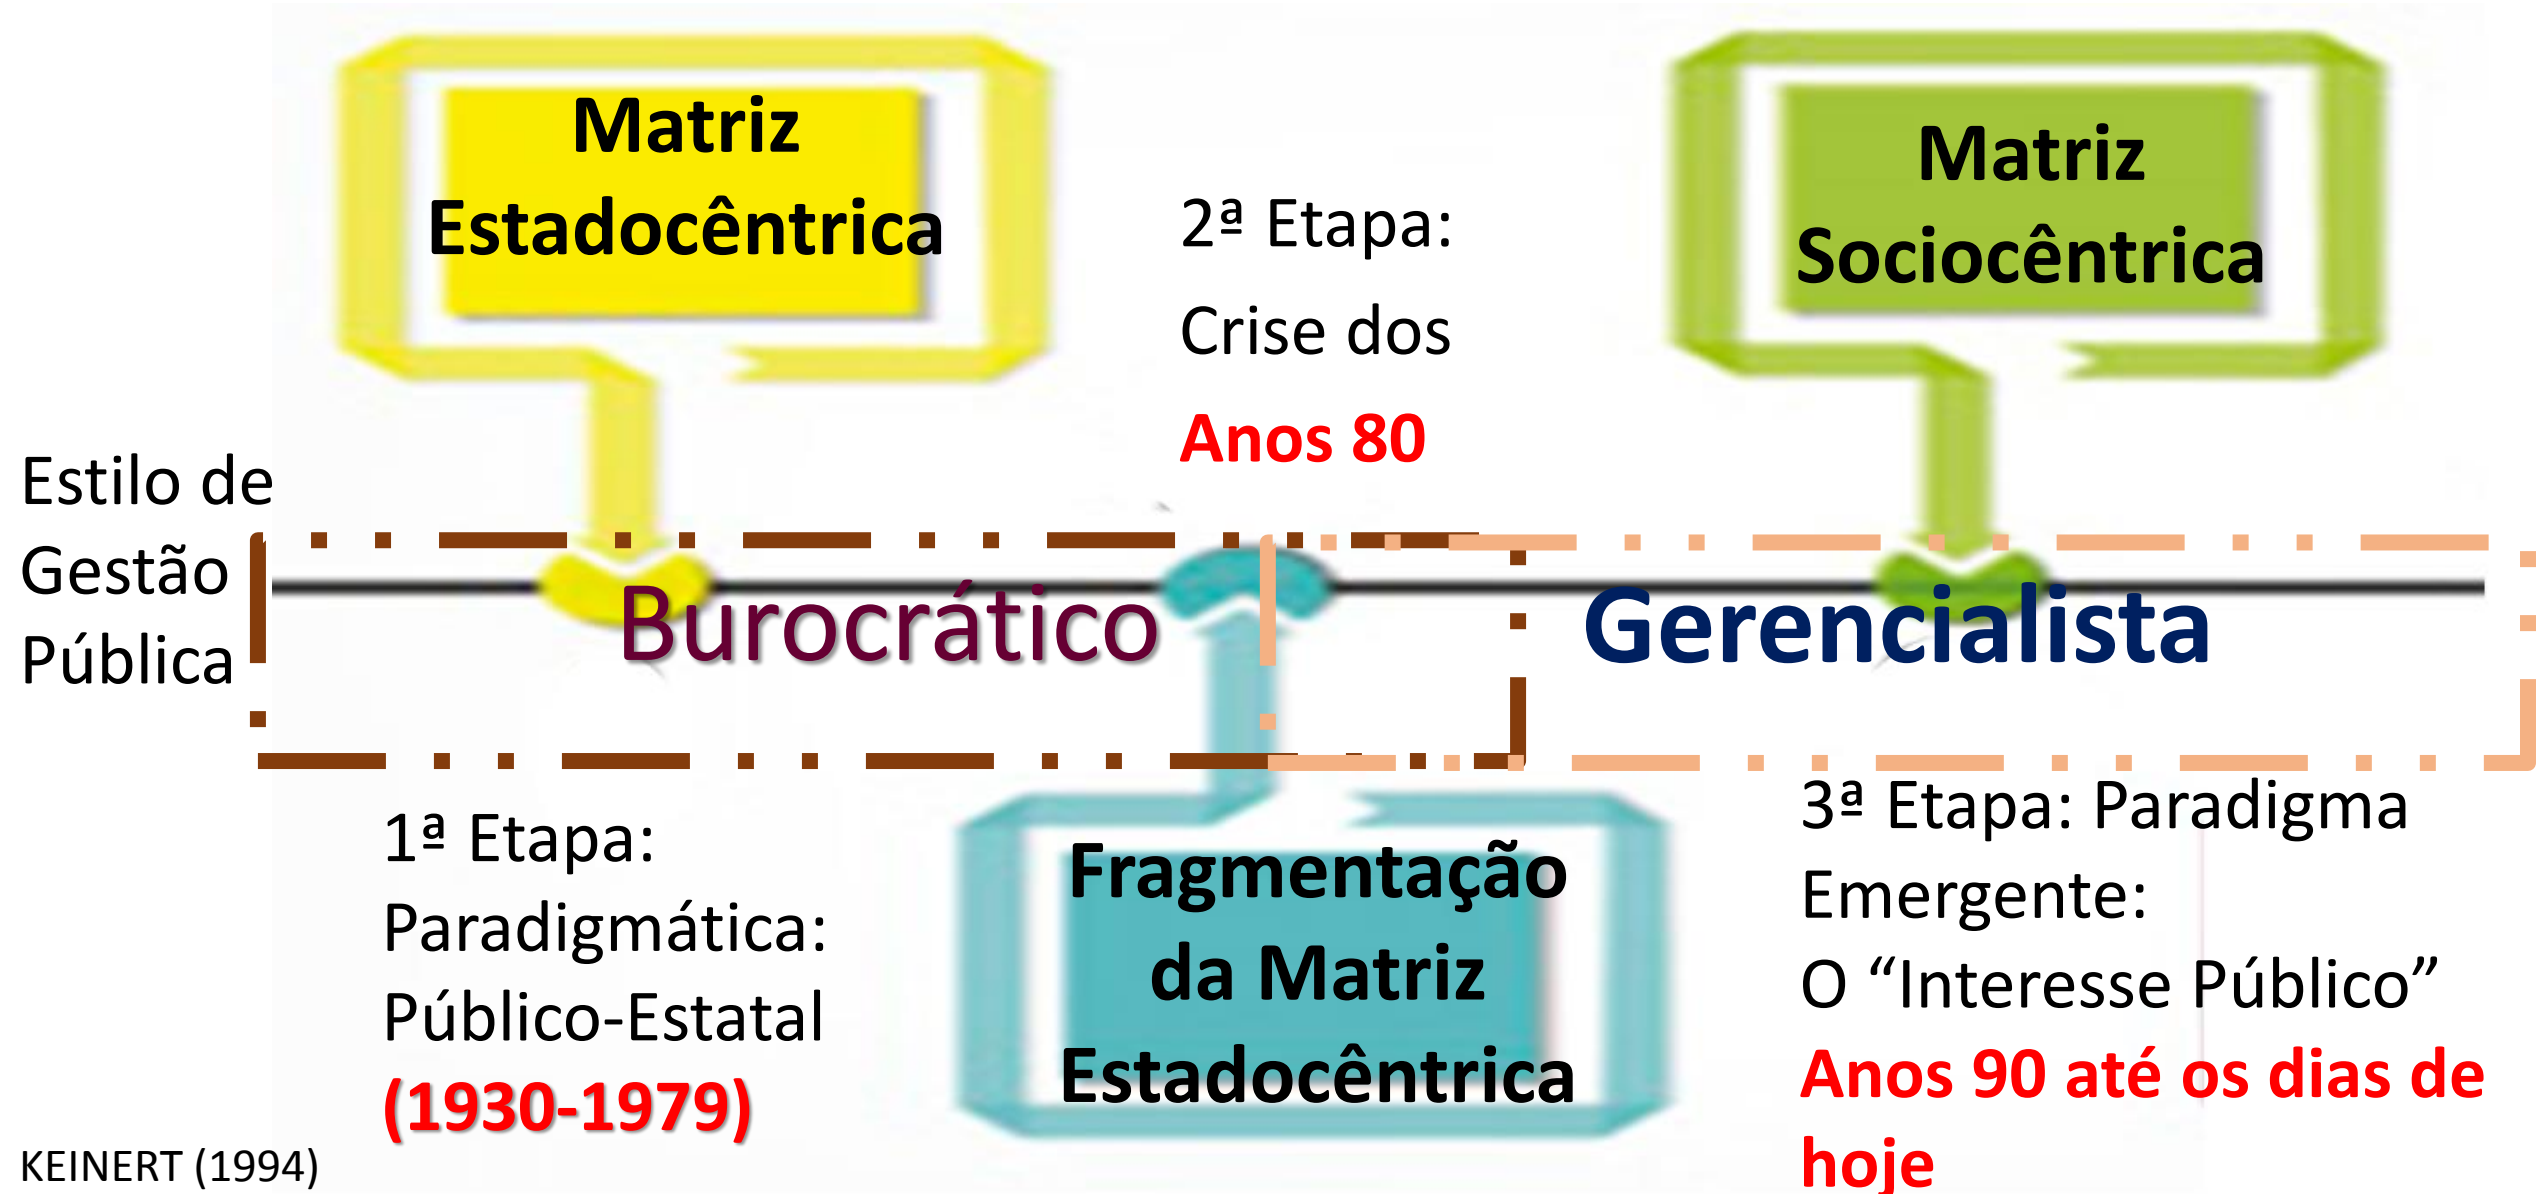 Matriz
Estadocêntrica
2ª Etapa:
Crise dos
Anos 80
Matriz
Sociocêntrica
Estilo de
Gestão
Pública
Burocrático
Gerencialista
1ª Etapa:
Paradigmática:
Público-Estatal
(1930-1979)
Fragmentação
da Matriz
Estadocêntrica
3ª Etapa: Paradigma
Emergente:
O “Interesse Público”
Anos 90 até os dias de
hoje
KEINERT (1994)